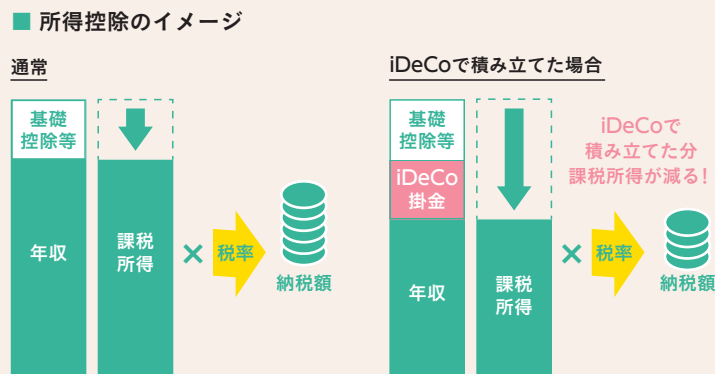 所得控除のイメージ
通常
基礎
控除等
年収
課税
所得
×
税率
納税額
iDeCoで積み立てた場合
基礎
控除等
iDeCo
掛金
年収
課税
所得
×
税率
納税額
iDeCoで
積み立てた分
課税所得が減る!